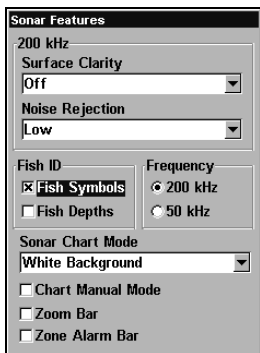 Sonar Features
200 kHz
Surface Clarity
Off
Noise Rejection
Low
Fish ID
Fish Symbols
Fish Depths
Frequency
200 kHz
50 kHz
Sonar Chart Mode
White Background
Chart Manual Mode
Zoom Bar
Zone Alarm Bar